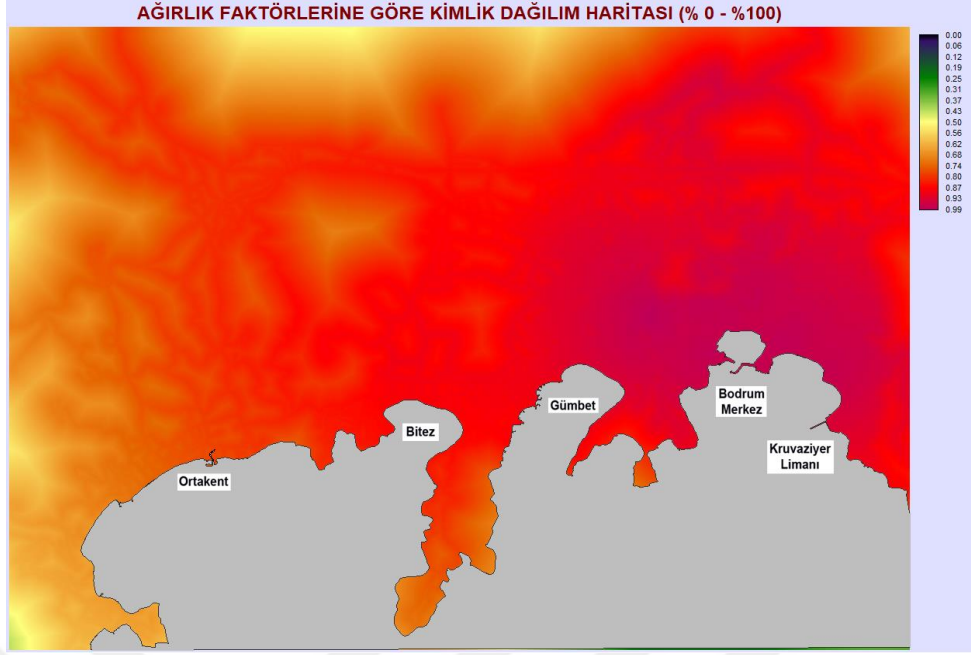 AĞIRLIK FAKTÖRLERİNE GÖRE KİMLİK DAĞILIM HARİTASI (% 0 - %100)
0.00
0.06
0.12
0.19
0.25
0.31
0.37
0.43
0.50
0.56
0.62
0.68
0.74
0.80
0.87
0.93
0.99
Bodrum
Merkez
Gümbet
Bitez
Kruvaziyer
Limanı
Ortakent